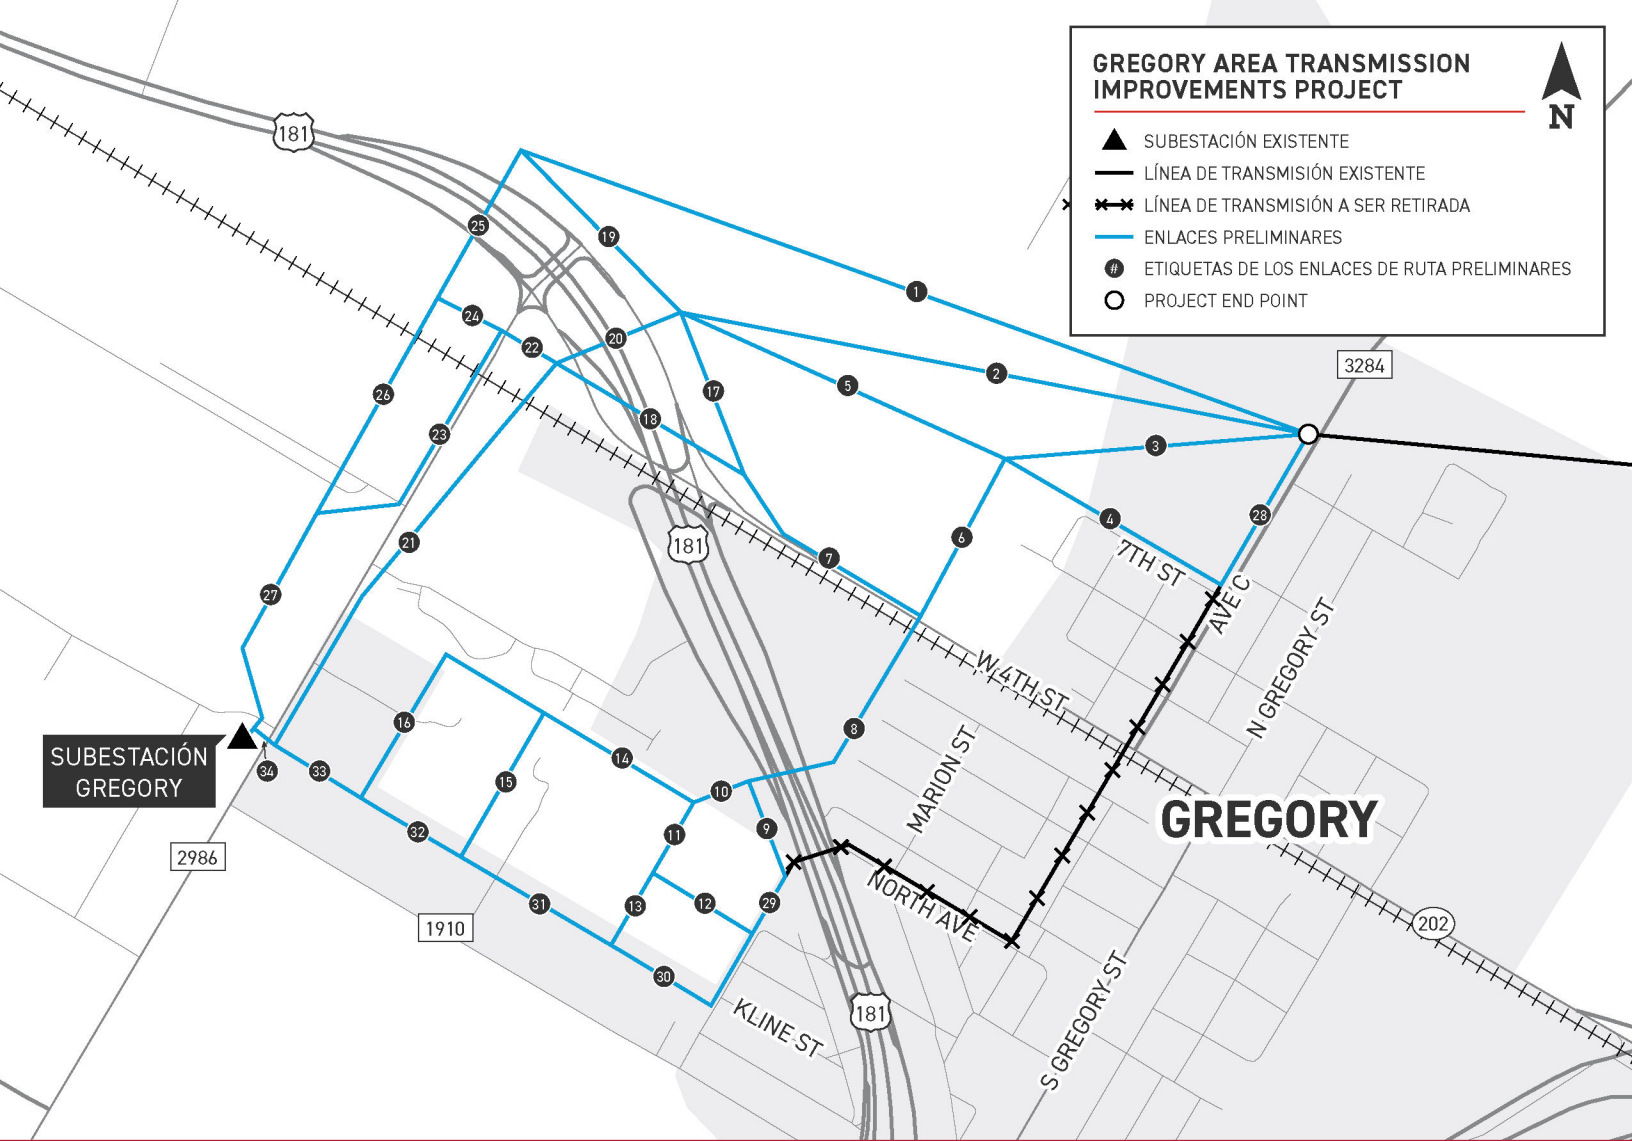 GREGORY AREA TRANSMISSION
IMPROVEMENTS PROJECT
N
SUBESTACIÓN EXISTENTE
LÍNEA DE TRANSMISIÓN EXISTENTE
LÍNEA DE TRANSMISIÓN A SER RETIRADA
ENLACES PRELIMINARES
# ETIQUETAS DE LOS ENLACES DE RUTA PRELIMINARES
PROJECT END POINT
181
25
19
1
24
22
20
2
5
17
26
18
23
3
3284
21
181
6
4
28
7
7TH ST
AVE C
27
N GREGORY ST
W 4TH ST
16
8
14
SUBESTACIÓN
GREGORY
34
33
15
10
MARION ST
GREGORY
32
11
9
2986
NORTH AVE
31
13
12
29
1910
202
30
KLINE ST
181
S GREGORY ST